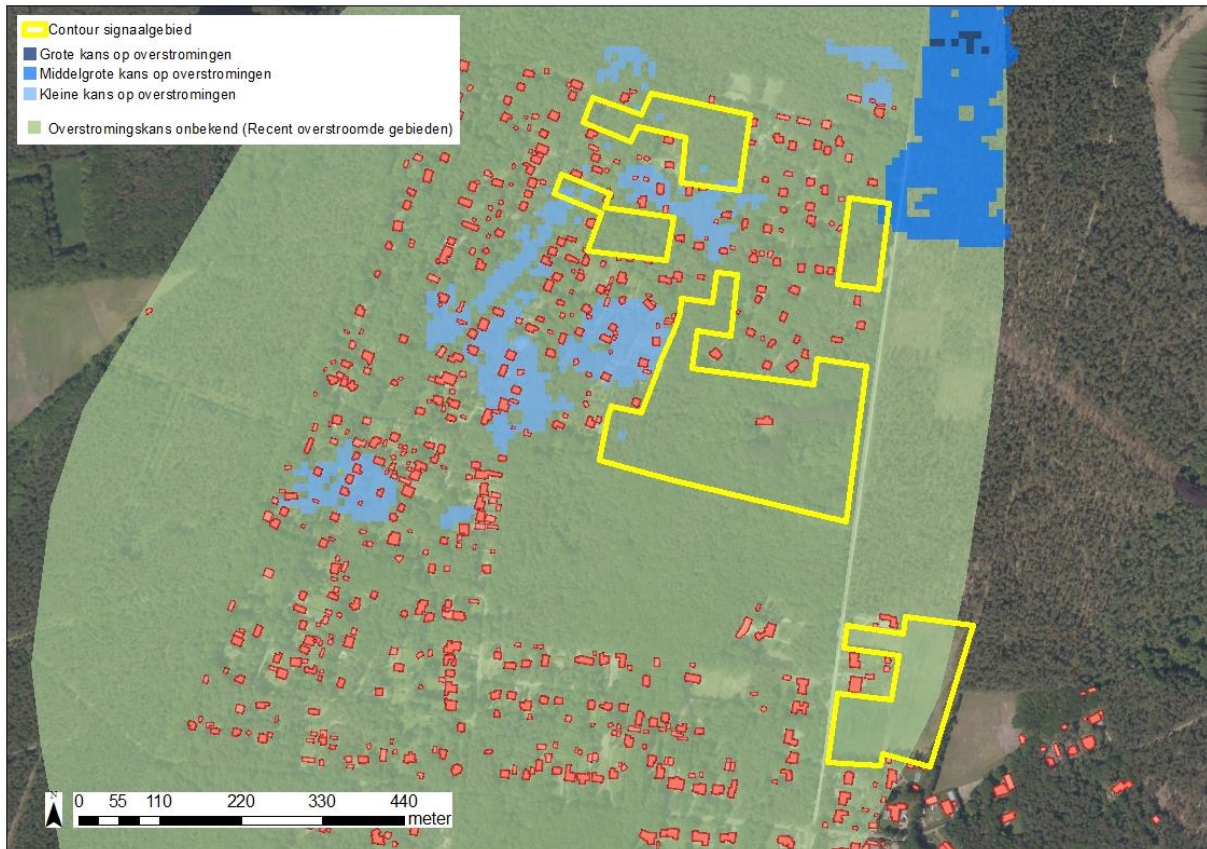 Contour signaalgebied
Grote kans op overstromingen
Middelgrote kans op overstromingen
Kleine kans op overstromingen
Overstromingskans onbekend (Recent overstroomde gebieden)
N
0 55 110 220 330 440
meter